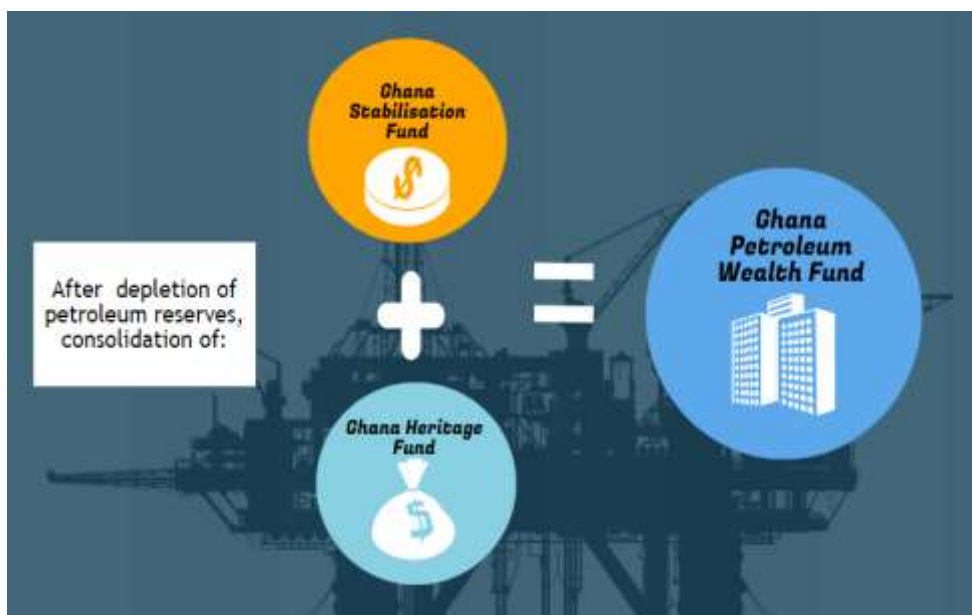 After depletion of
petroleum reserves,
consolidation of:
Ghana
Stabilisation
Fund
$
+
Ghana Heritage
Fund
$
=
Ghana
Petroleum
Wealth Fund